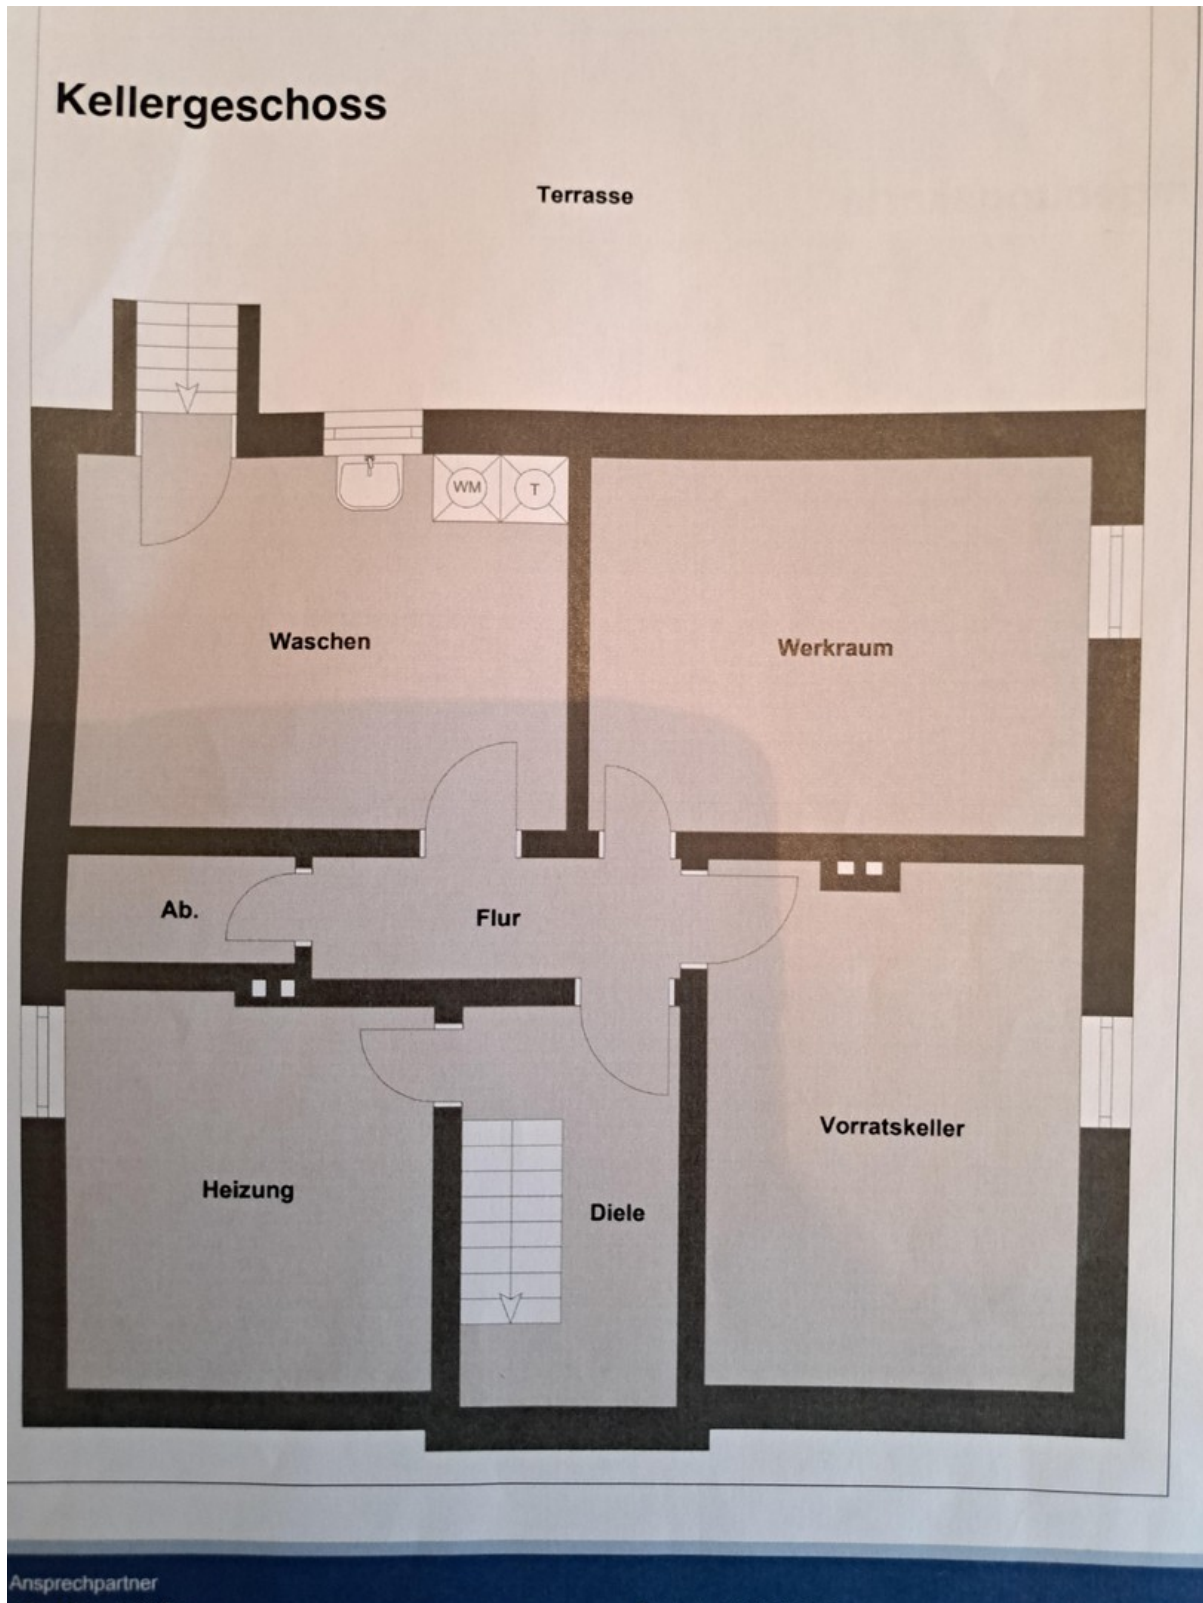 Kellergeschoss
Terrasse
WM
T
Waschen
Werkraum
Ab.
Flur
Vorratskeller
Heizung
Diele
Ansprechpartner